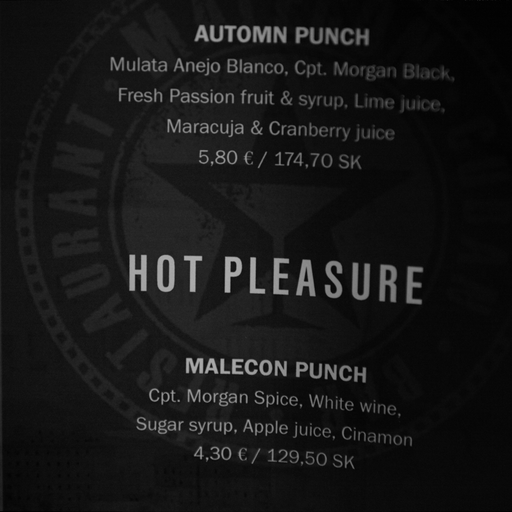 AUTOMN PUNCH
Mulata Anejo Blanco, Cpt. Morgan Black,
Fresh Passion fruit & syrup, Lime juice,
Maracuja & Cranberry juice
5,80 € / 174,70 SK
HOT PLEASURE
MALECON PUNCH
Cpt. Morgan Spice, White wine,
Sugar syrup, Apple juice, Cinamon
4,30 € / 129,50 SK
RESTAURANT